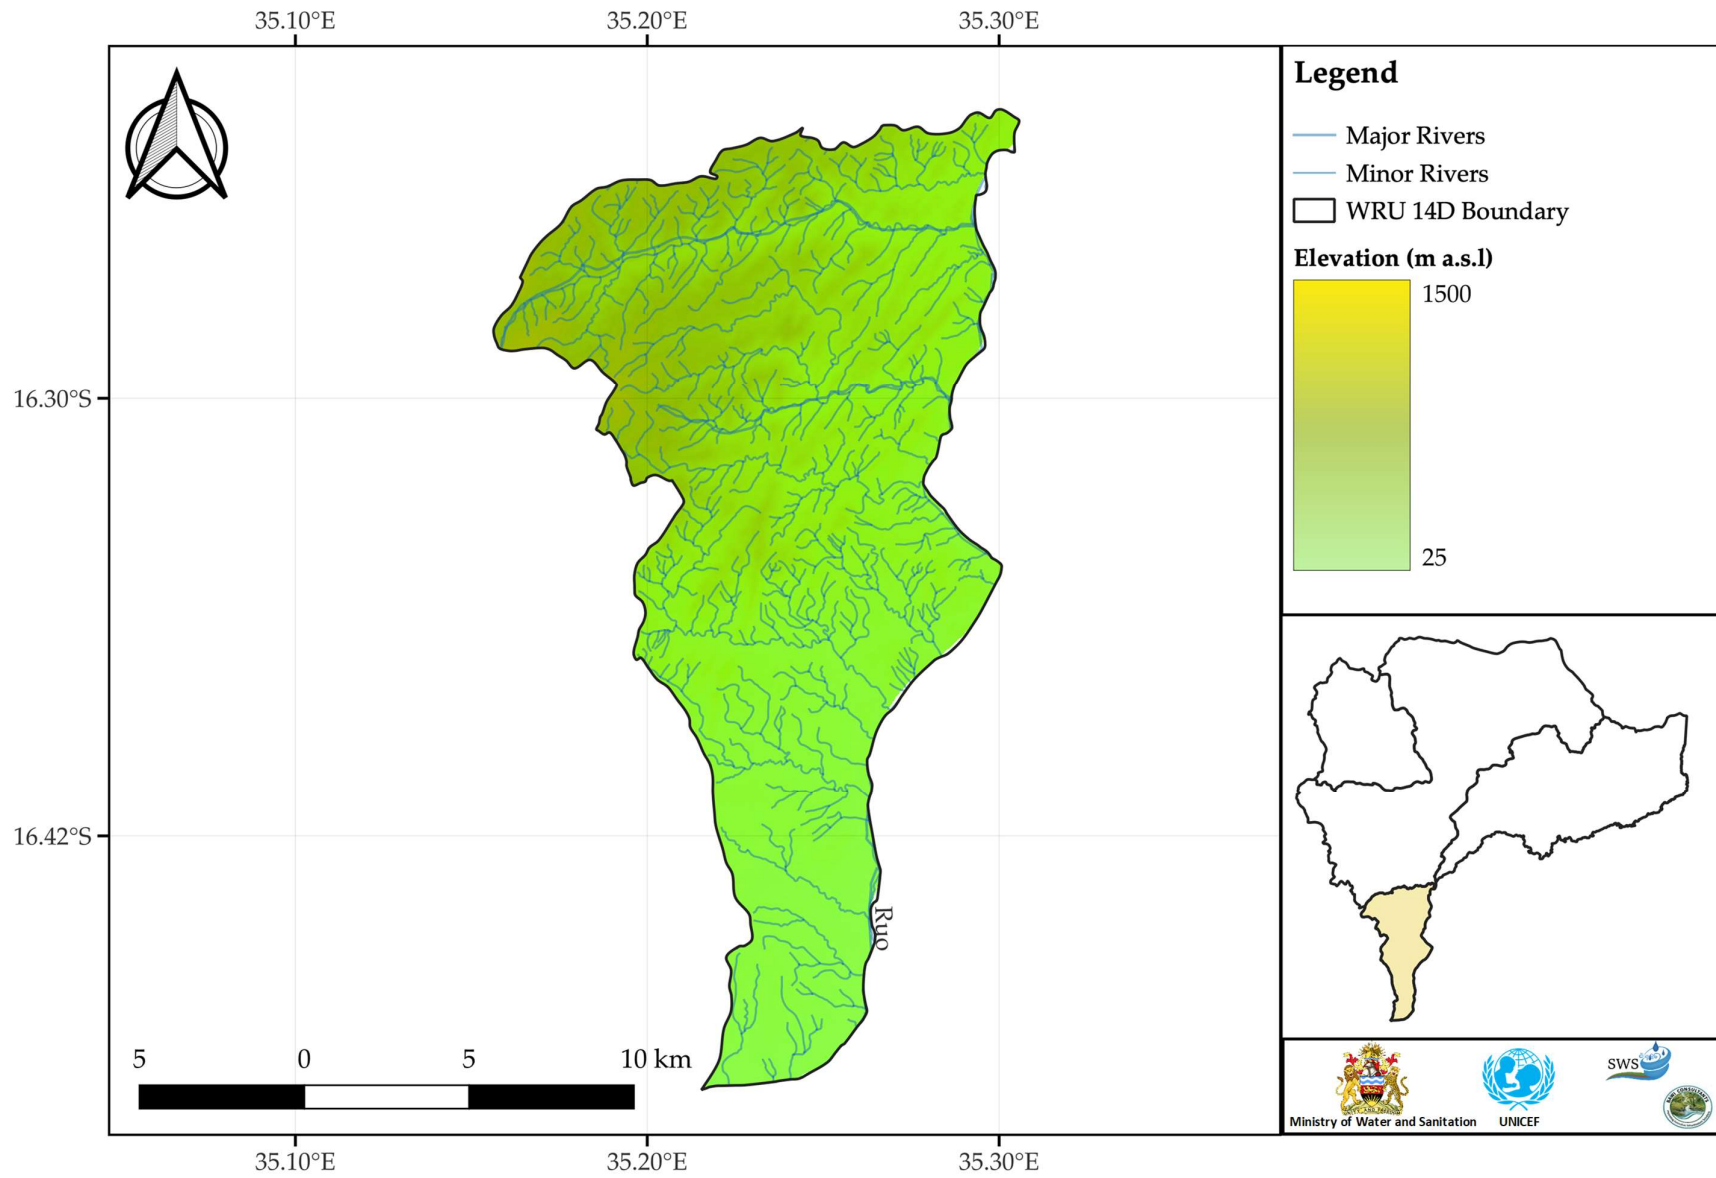 35.10°E 35.20°E 35.30°E
16.30°S
16.42°S
Ruo
5 0 5 10 km
35.10°E 35.20°E 35.30°E
Legend
Major Rivers
Minor Rivers
WRU 14D Boundary
Elevation (m a.s.l)
1500
25
SWS
Ministry of Water and Sanitation
UNICEF